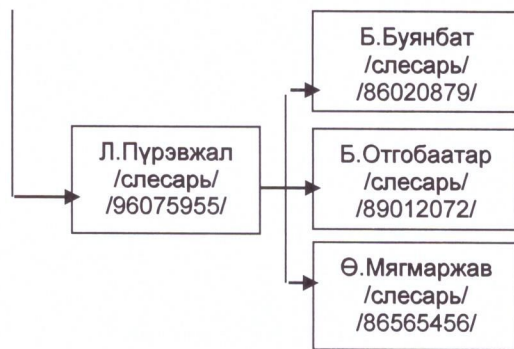 Б.Буянбат
/слесарь/
/86020879/
Л.Пүрэвжал
/слесарь/
/96075955/
Б.Отгобаатар
/слесарь/
/89012072/
Ө.Мягмаржав
/слесарь/
/86565456/